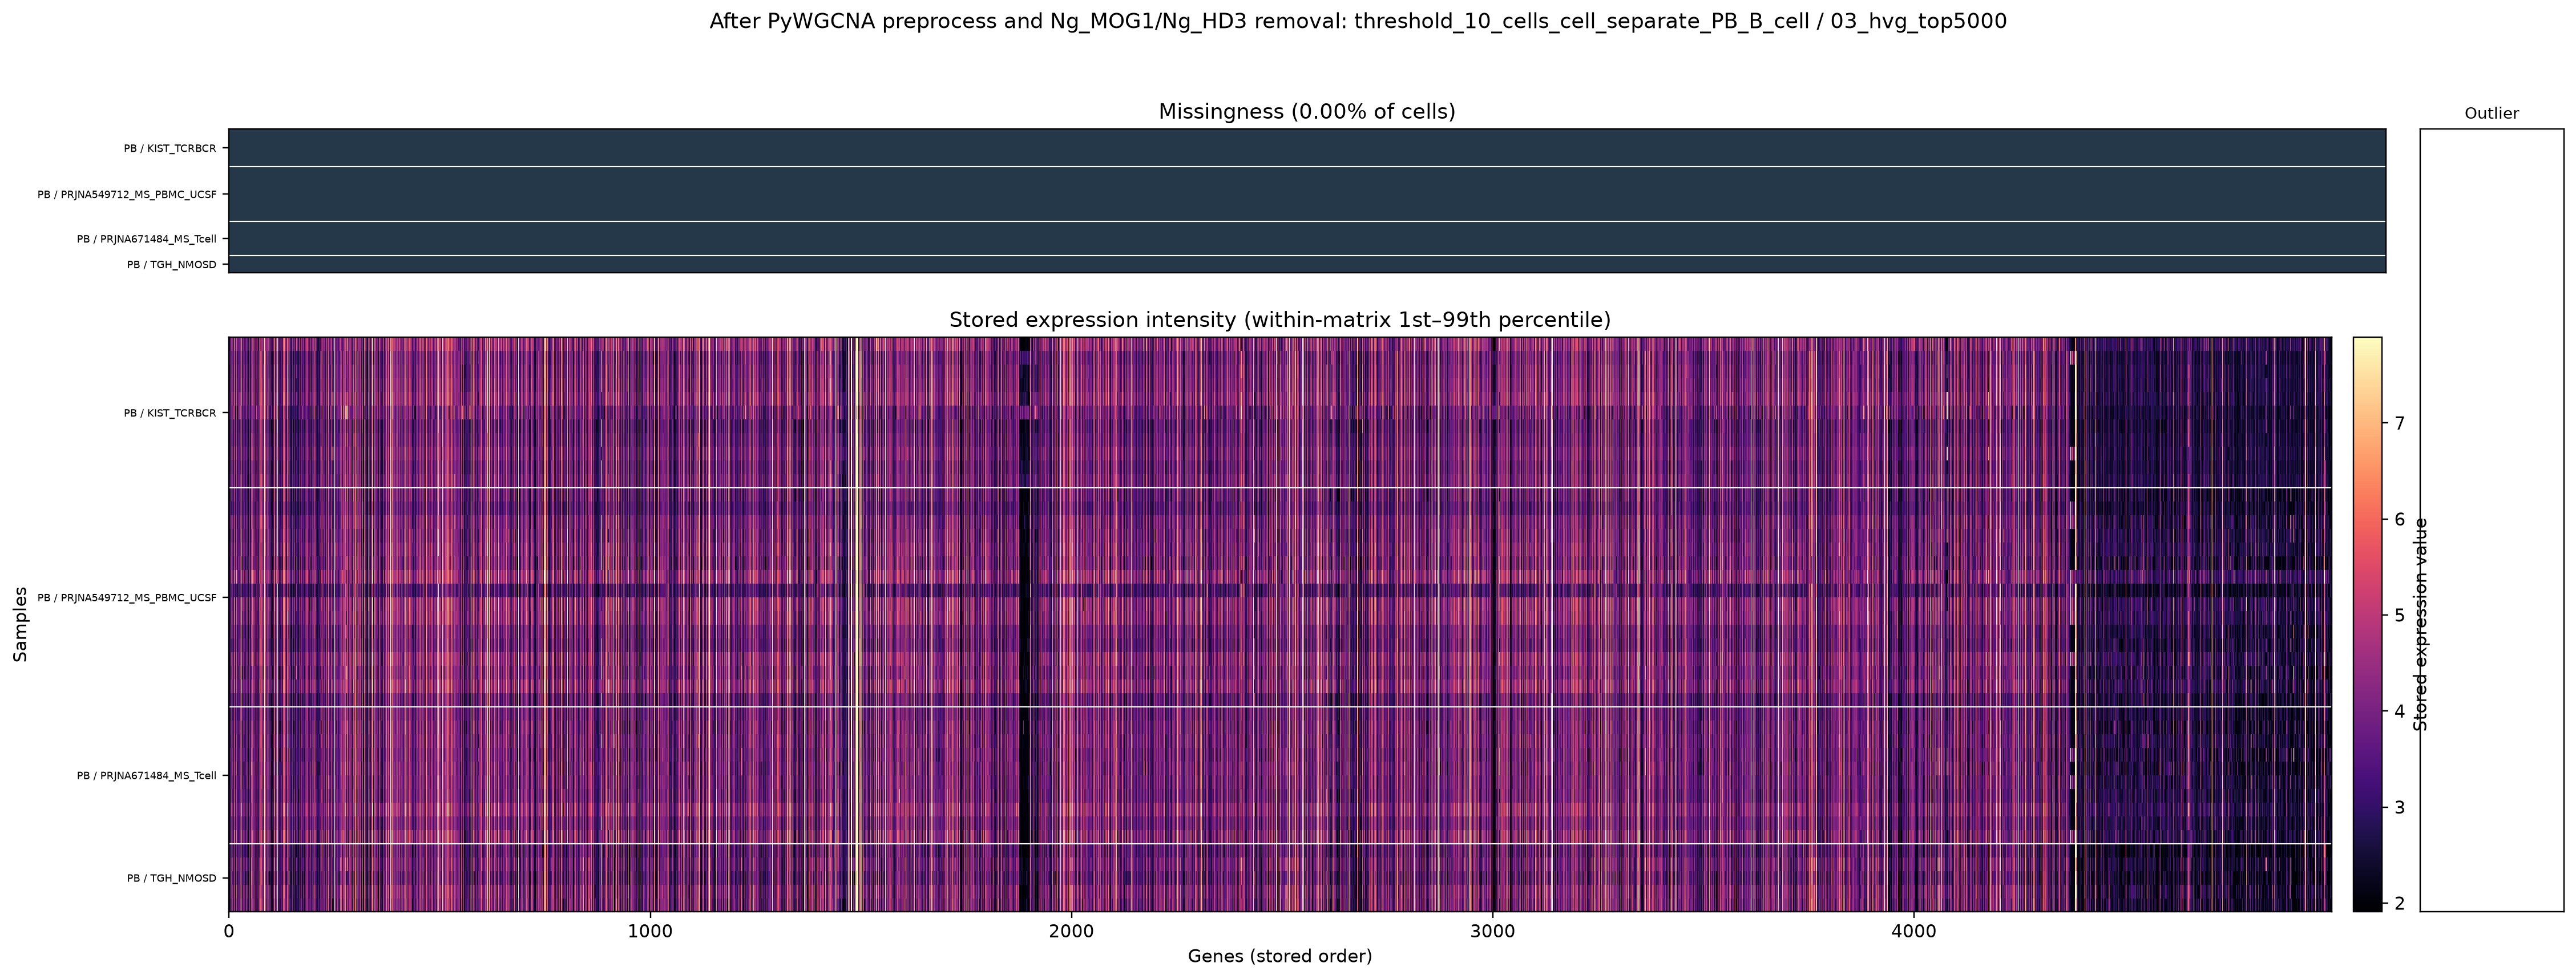 After PyWGCNA preprocess and Ng_MOG1/Ng_HD3 removal: threshold_10_cells_cell_separate_PB_B_cell / 03_hvg_top5000
Missingness (0.00% of cells)
Outlier
PB / KIST_TCRBCR
PB / PRJNA549712_MS_PBMC_UCSF
PB / PRJNA671484_MS_Tcell
PB / TGH_NMOSD
Stored expression intensity (within-matrix 1st–99th percentile)
Samples
PB / KIST_TCRBCR
PB / PRJNA549712_MS_PBMC_UCSF
PB / PRJNA671484_MS_Tcell
PB / TGH_NMOSD
7
6
5
4
3
2
Stored expression value
0 1000 2000 3000 4000
Genes (stored order)